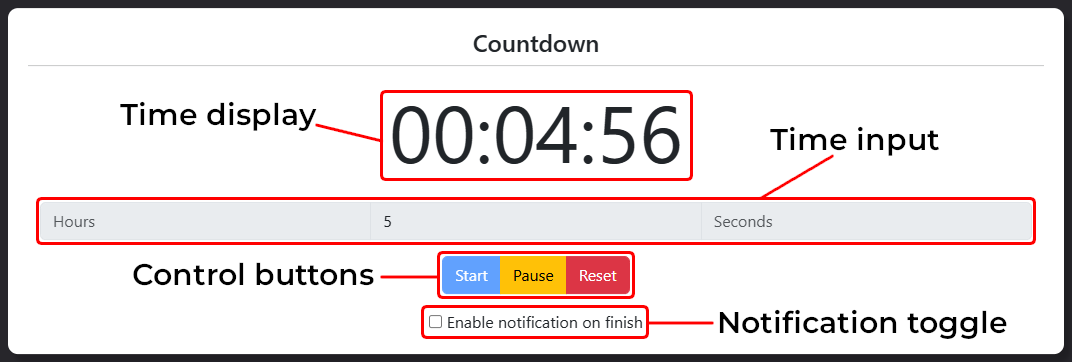 Countdown
Time display
00:04:56
Time input
Hours 5 Seconds
Control buttons
Start Pause Reset
Enable notification on finish
Notification toggle